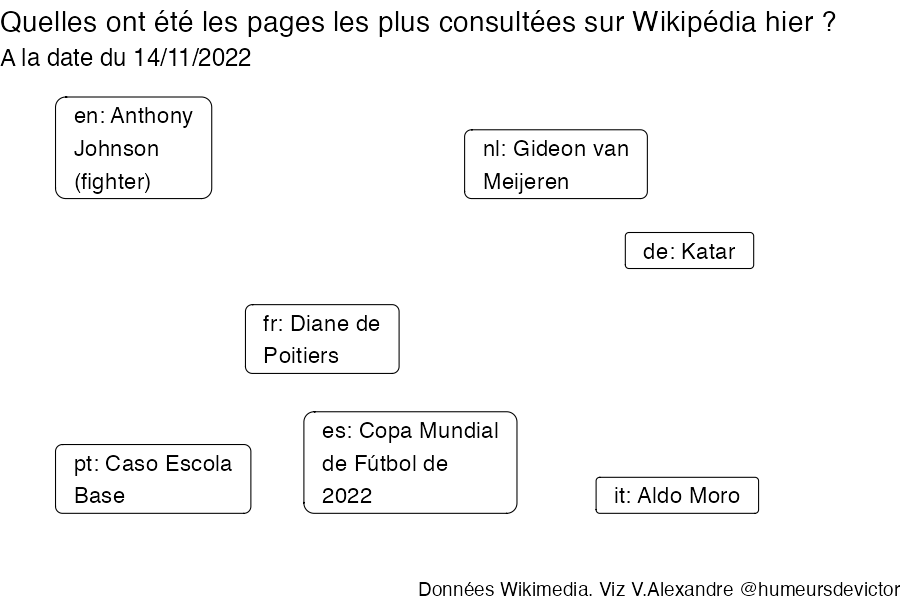 Quelles ont été les pages les plus consultées sur Wikipédia hier ?
A la date du 14/11/2022
en: Anthony
Johnson
(fighter)
nl: Gideon van
Meijeren
de: Katar
fr: Diane de
Poitiers
es: Copa Mundial
de Fútbol de
2022
pt: Caso Escola
Base
it: Aldo Moro
Données Wikimedia. Viz V.Alexandre @humeursdevictor